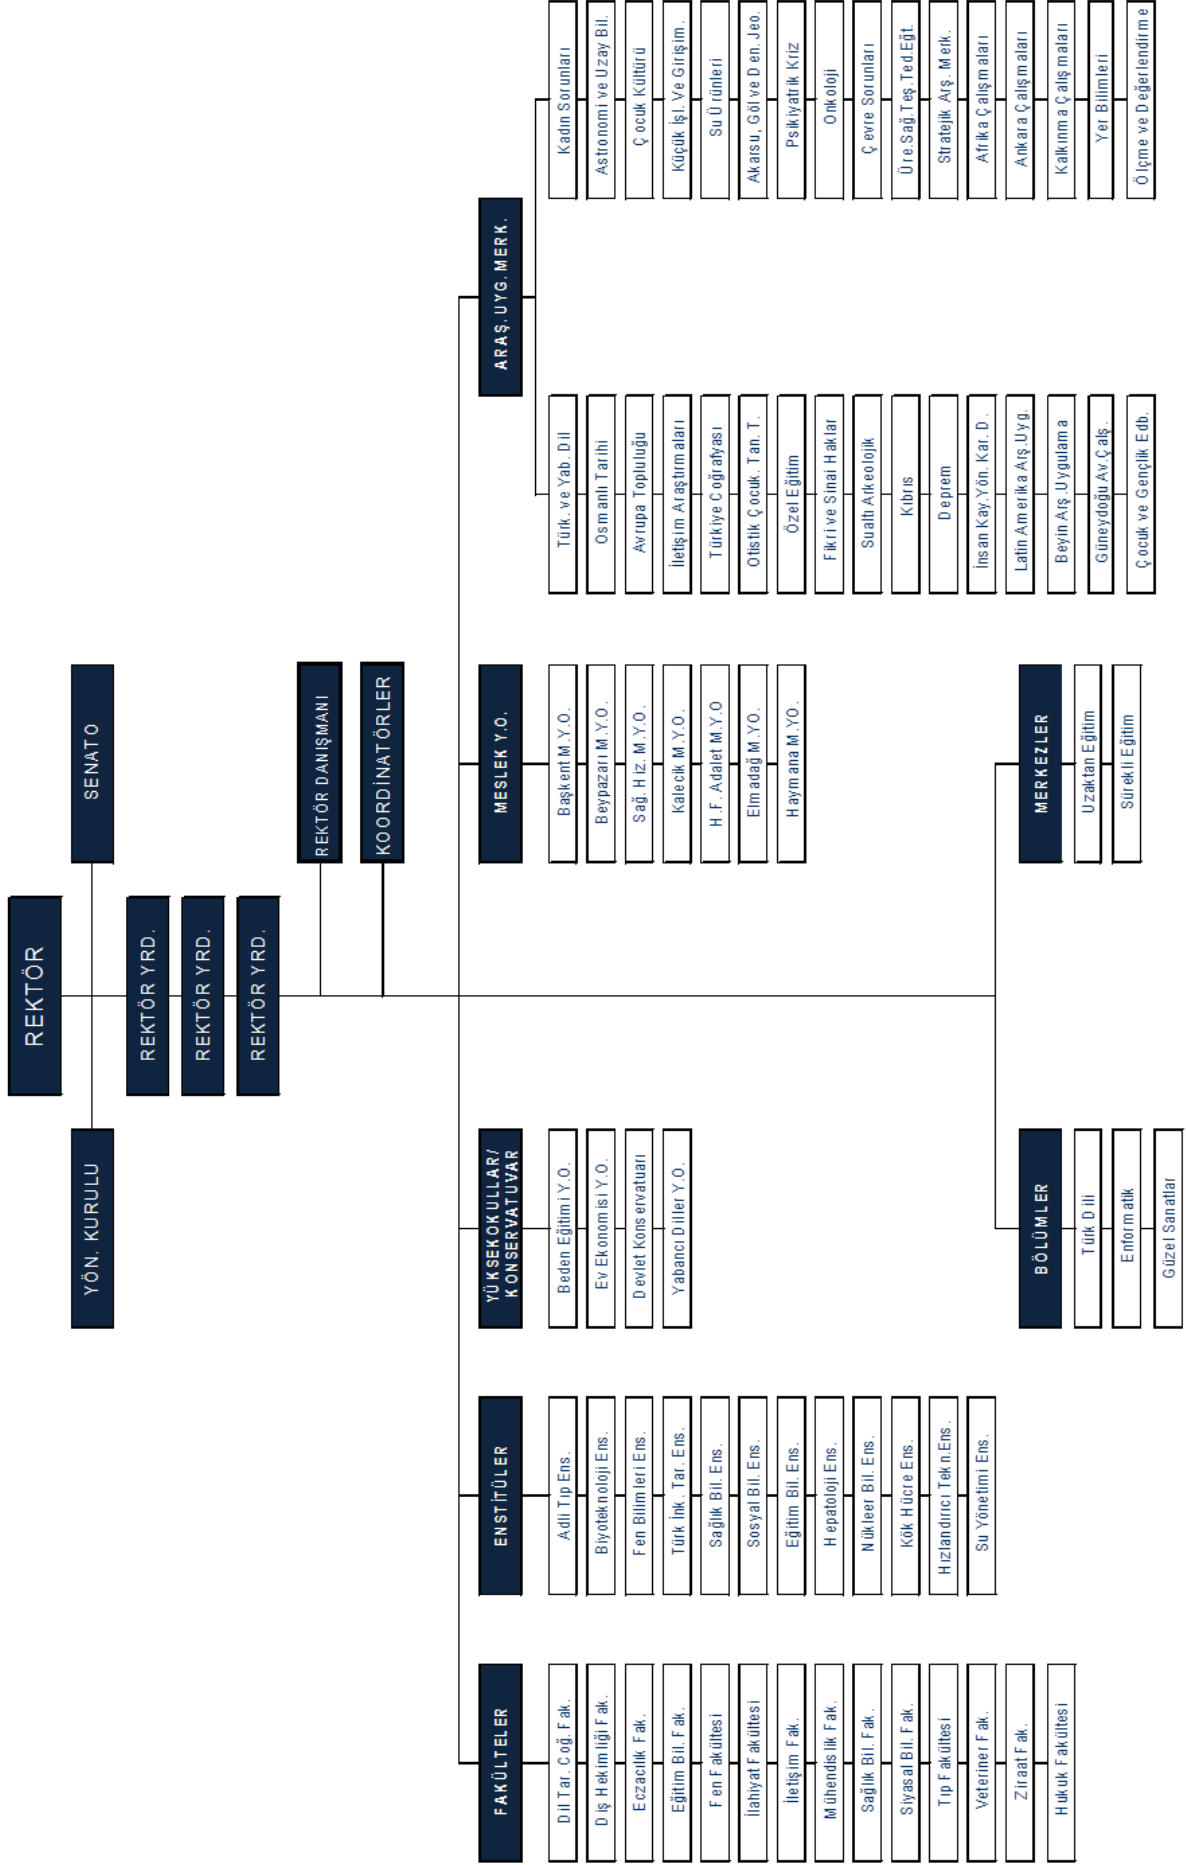 REKTÖR
YÖN. KURULU
SENATO
REKTÖR YRD.
REKTÖR YRD.
REKTÖR YRD.
REKTÖR DANIŞMANI
KOORDİNATÖRLER
FAKÜLTELER
Dil Tar. Coğ. Fak.
Diş Hekimliği Fak.
Eczacılık Fak.
Eğitim Bil. Fak.
Fen Fakültesi
İlahiyat Fakültesi
İletişim Fak.
Mühendislik Fak.
Sağlık Bil. Fak.
Siyasal Bil. Fak.
Tıp Fakültesi
Veteriner Fak.
Ziraat Fak.
Hukuk Fakültesi
ENSTİTÜLER
Adli Tıp Ens.
Biyoteknoloji Ens.
Fen Bilimleri Ens.
Türk İnk. Tar. Ens.
Sağlık Bil. Ens.
Sosyal Bil. Ens.
Eğitim Bil. Ens.
Hepatoloji Ens.
Nükleer Bil. Ens.
Kök Hücre Ens.
Hızlandırıcı Tekn.Ens.
Su Yönetimi Ens.
YÜKSEKOKULLAR/
KONSERVATUVAR
Beden Eğitimi Y.O.
Ev Ekonomisi Y.O.
Devlet Konservatuarı
Yabancı Diller Y.O.
MESLEK Y.O.
Başkent M.Y.O.
Beypazarı M.Y.O.
Sağ. Hiz. M.Y.O.
Kalecik M.Y.O.
H.F. Adalet M.Y.O
Elmadağ M.YO.
Haymana M.YO.
ARAŞ.UYG.MERK.
Türk. ve Yab. Dil
Osmanlı Tarihi
Avrupa Topluluğu
İletişim Araştırmaları
Türkiye Coğrafyası
Otistik Çocuk. Tan. T.
Özel Eğitim
Fikri ve Sinai Haklar
Sualtı Arkeolojik
Kıbrıs
Deprem
İnsan Kay.Yön. Kar. D.
Latin Amerika Arş.Uyg.
Beyin Arş.Uygulama
Güneydoğu Av.Çalş.
Çocuk ve Gençlik Edb.
Kadın Sorunları
Astronomi ve Uzay Bil.
Çocuk Kültürü
Küçük İşl. Ve Girişim.
Su Ürünleri
Akarsu, Göl ve Den. Jeo.
Psikiyatrik Kriz
Onkoloji
Çevre Sorunları
Üre.Sağ.Teş.Ted.Eğt.
Stratejik Arş. Merk.
Afrika Çalışmaları
Ankara Çalışmaları
Kalkınma Çalışmaları
Yer Bilimleri
Ölçme ve Değerlendirme
BÖLÜMLER
Türk Dili
Enformatik
Güzel Sanatlar
MERKEZLER
Uzaktan Eğitim
Sürekli Eğitim